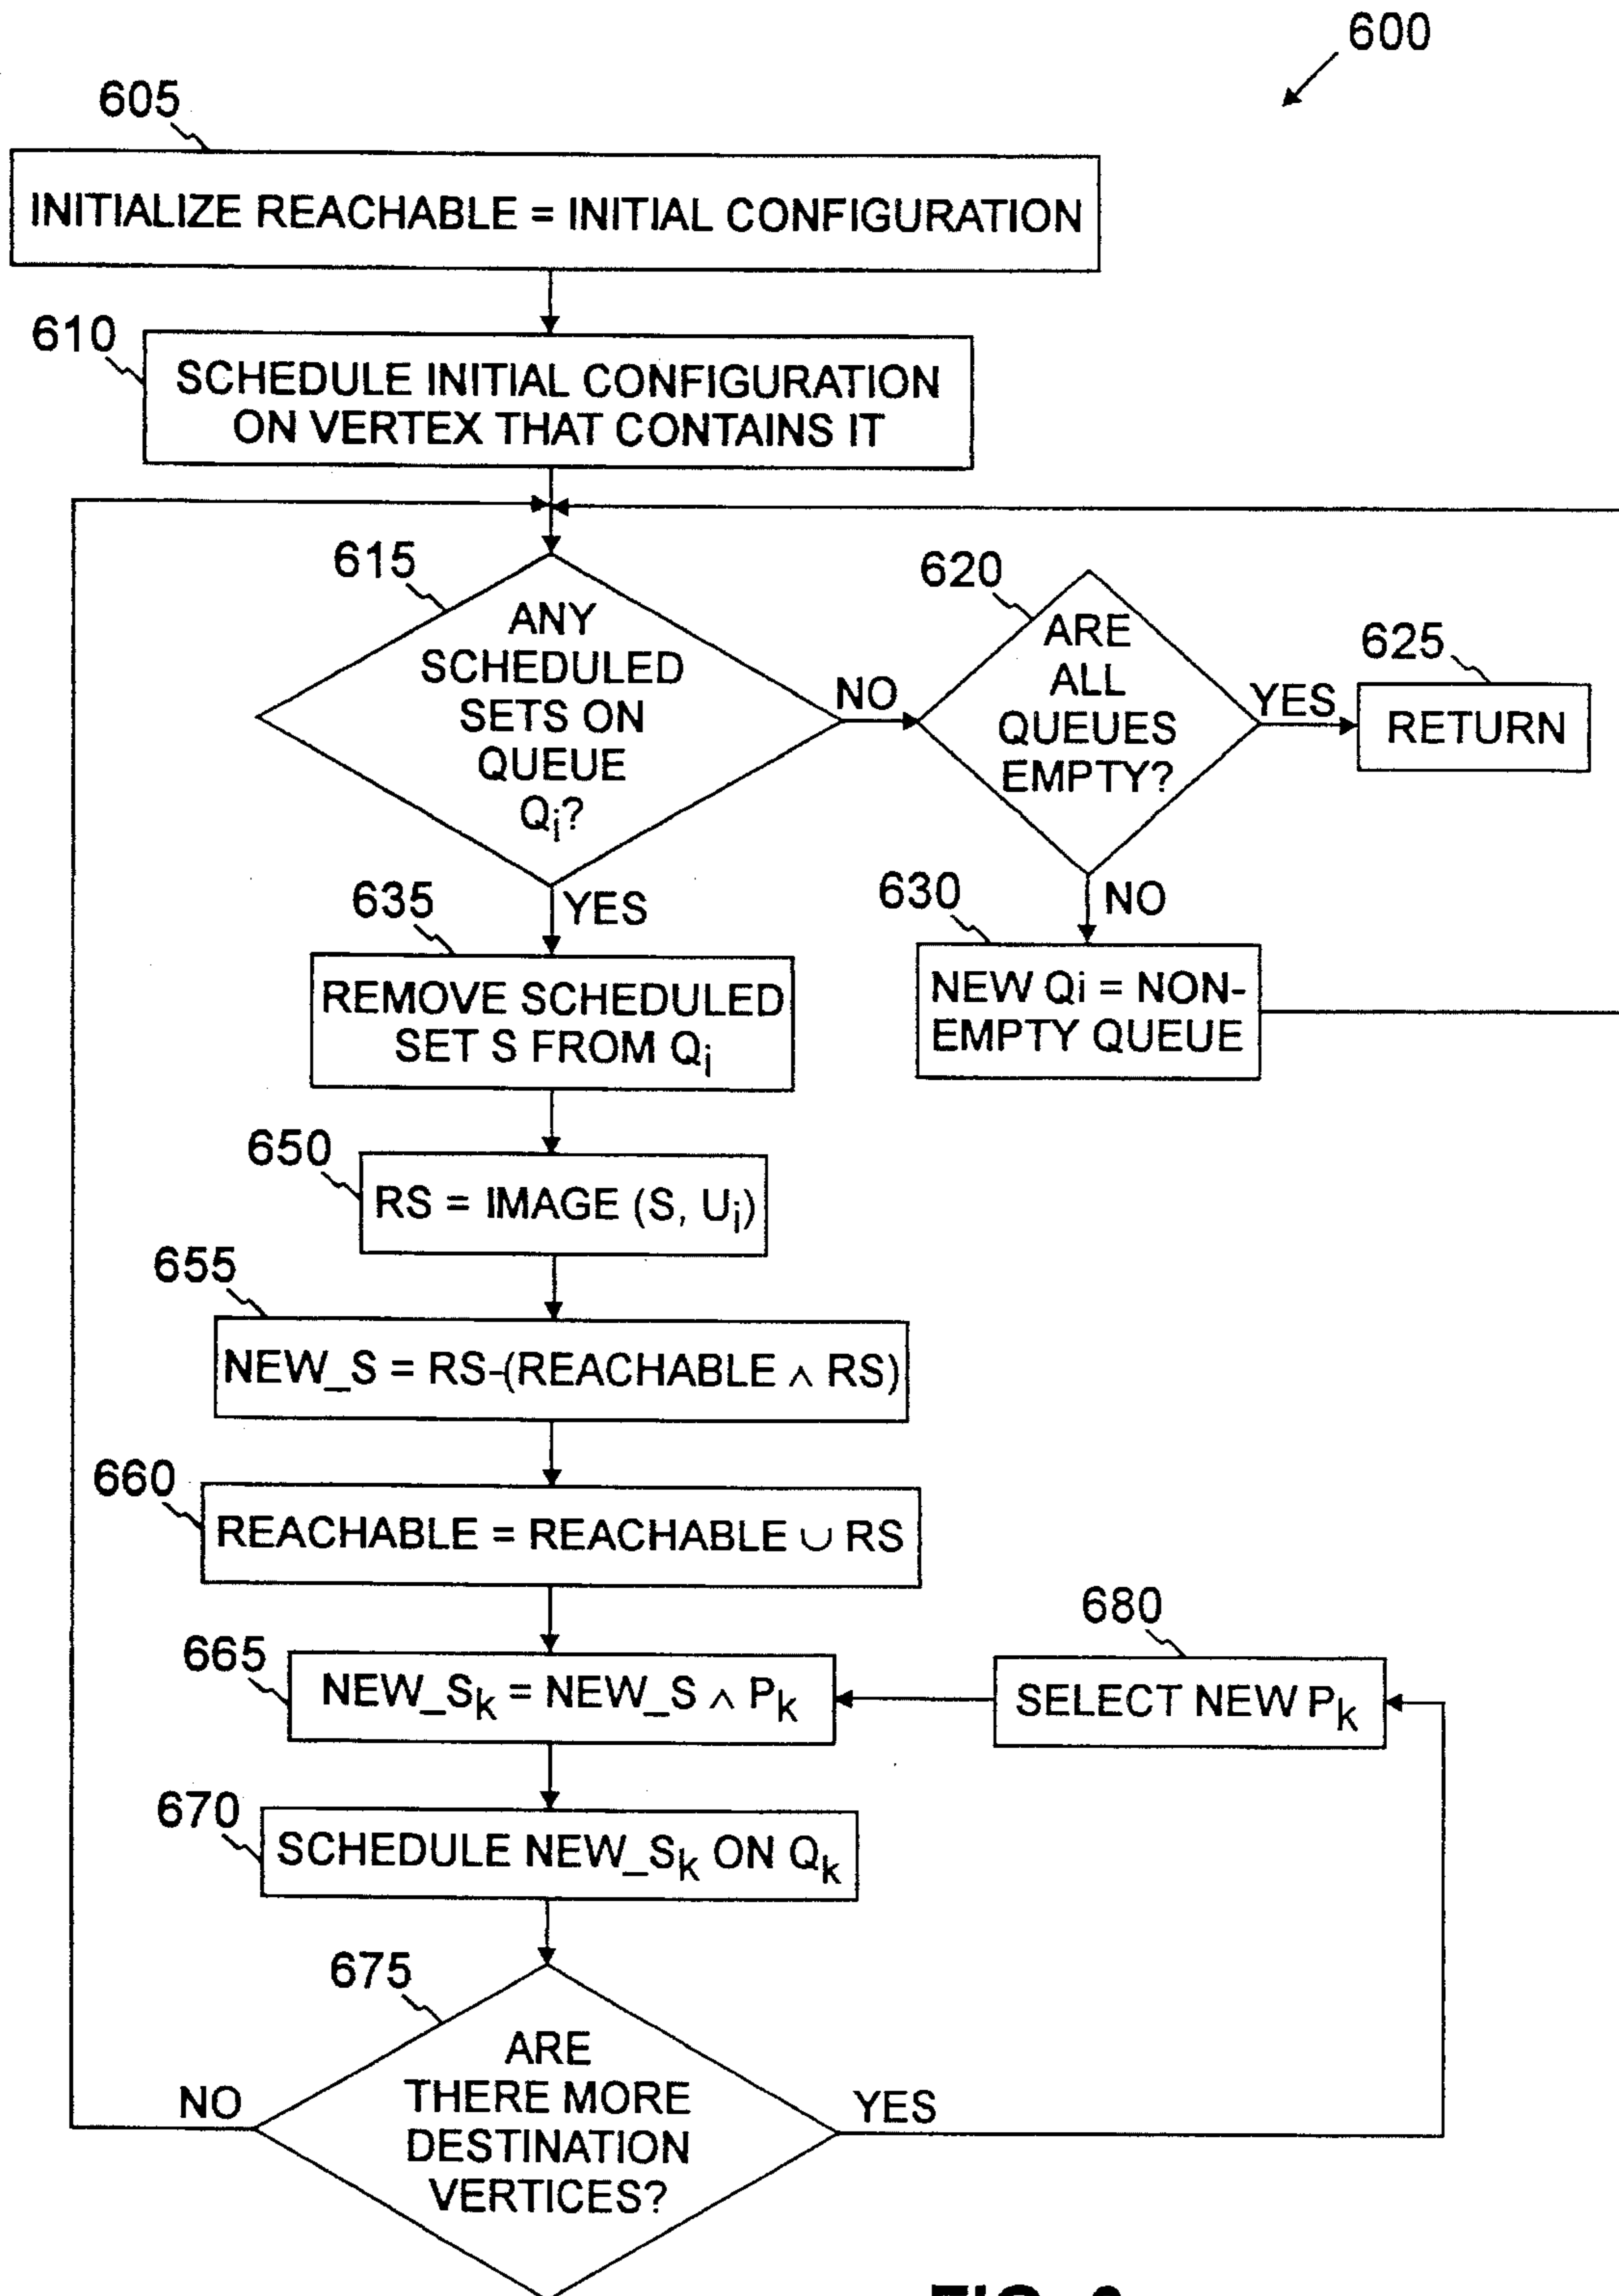 600
605
INITIALIZE REACHABLE = INITIAL CONFIGURATION
610
SCHEDULE INITIAL CONFIGURATION
ON VERTEX THAT CONTAINS IT
615
ANY
SCHEDULED
SETS ON
QUEUE
Qi?
NO
620
ARE
ALL
QUEUES
EMPTY?
YES
625
RETURN
YES
NO
630
NEW Qi = NON-
EMPTY QUEUE
635
REMOVE SCHEDULED
SET S FROM Qi
650
RS = IMAGE (S, Ui)
655
NEW_S = RS-(REACHABLE ∧ RS)
660
REACHABLE = REACHABLE ∪ RS
665
NEW_Sk = NEW_S ∧ Pk
680
SELECT NEW Pk
670
SCHEDULE NEW_Sk ON Qk
675
ARE
THERE MORE
DESTINATION
VERTICES?
NO
YES